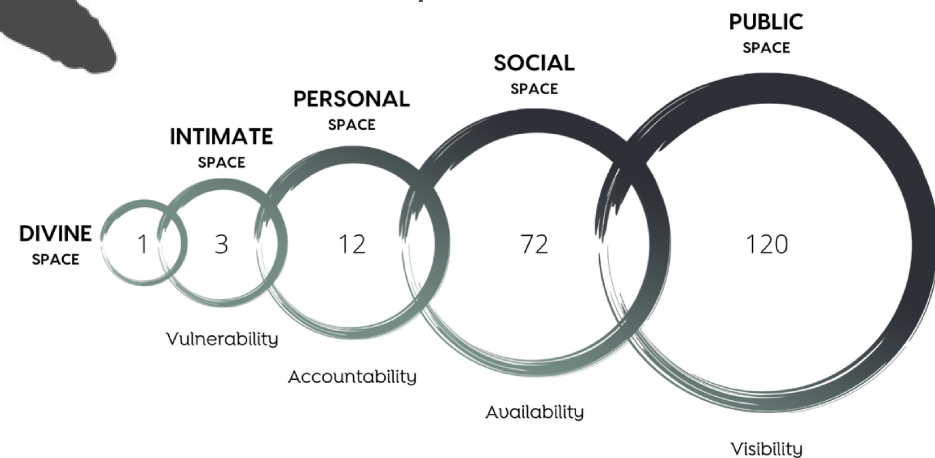 DIVINE
SPACE
1
INTIMATE
SPACE
3
Vulnerability
PERSONAL
SPACE
12
Accountability
SOCIAL
SPACE
72
Availability
PUBLIC
SPACE
120
Visibility